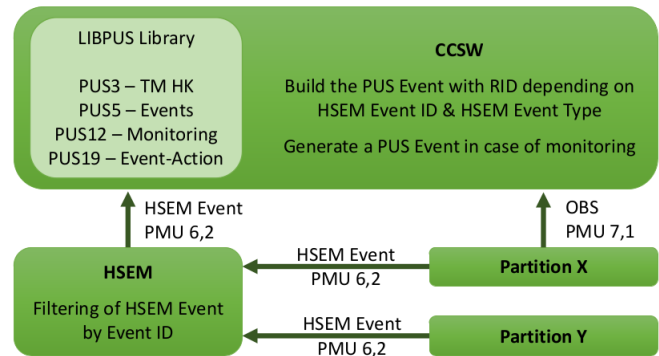 LIBPUS Library
PUS3 – TM HK
PUS5 – Events
PUS12 – Monitoring
PUS19 – Event-Action
CCSW
Build the PUS Event with RID depending on
HSEM Event ID & HSEM Event Type
Generate a PUS Event in case of monitoring
HSEM Event
PMU 6,2
OBS
PMU 7,1
HSEM
Filtering of HSEM Event
by Event ID
HSEM Event
PMU 6,2
Partition X
HSEM Event
PMU 6,2
Partition Y